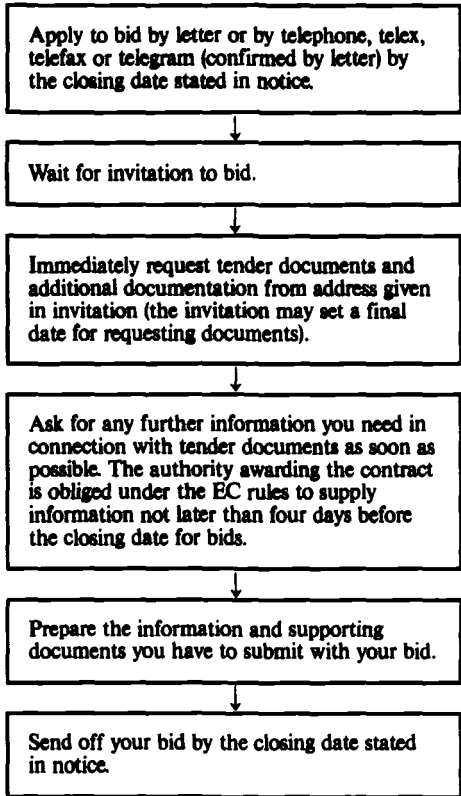 Apply to bid by letter or by telephone, telex,
telefax or telegram (confirmed by letter) by
the closing date stated in notice.
Wait for invitation to bid.
Immediately request tender documents and
additional documentation from address given
in invitation (the invitation may set a final
date for requesting documents).
Ask for any further information you need in
connection with tender documents as soon as
possible. The authority awarding the contract
is obliged under the EC rules to supply
information not later than four days before
the closing date for bids.
Prepare the information and supporting
documents you have to submit with your bid.
Send off your bid by the closing date stated
in notice.